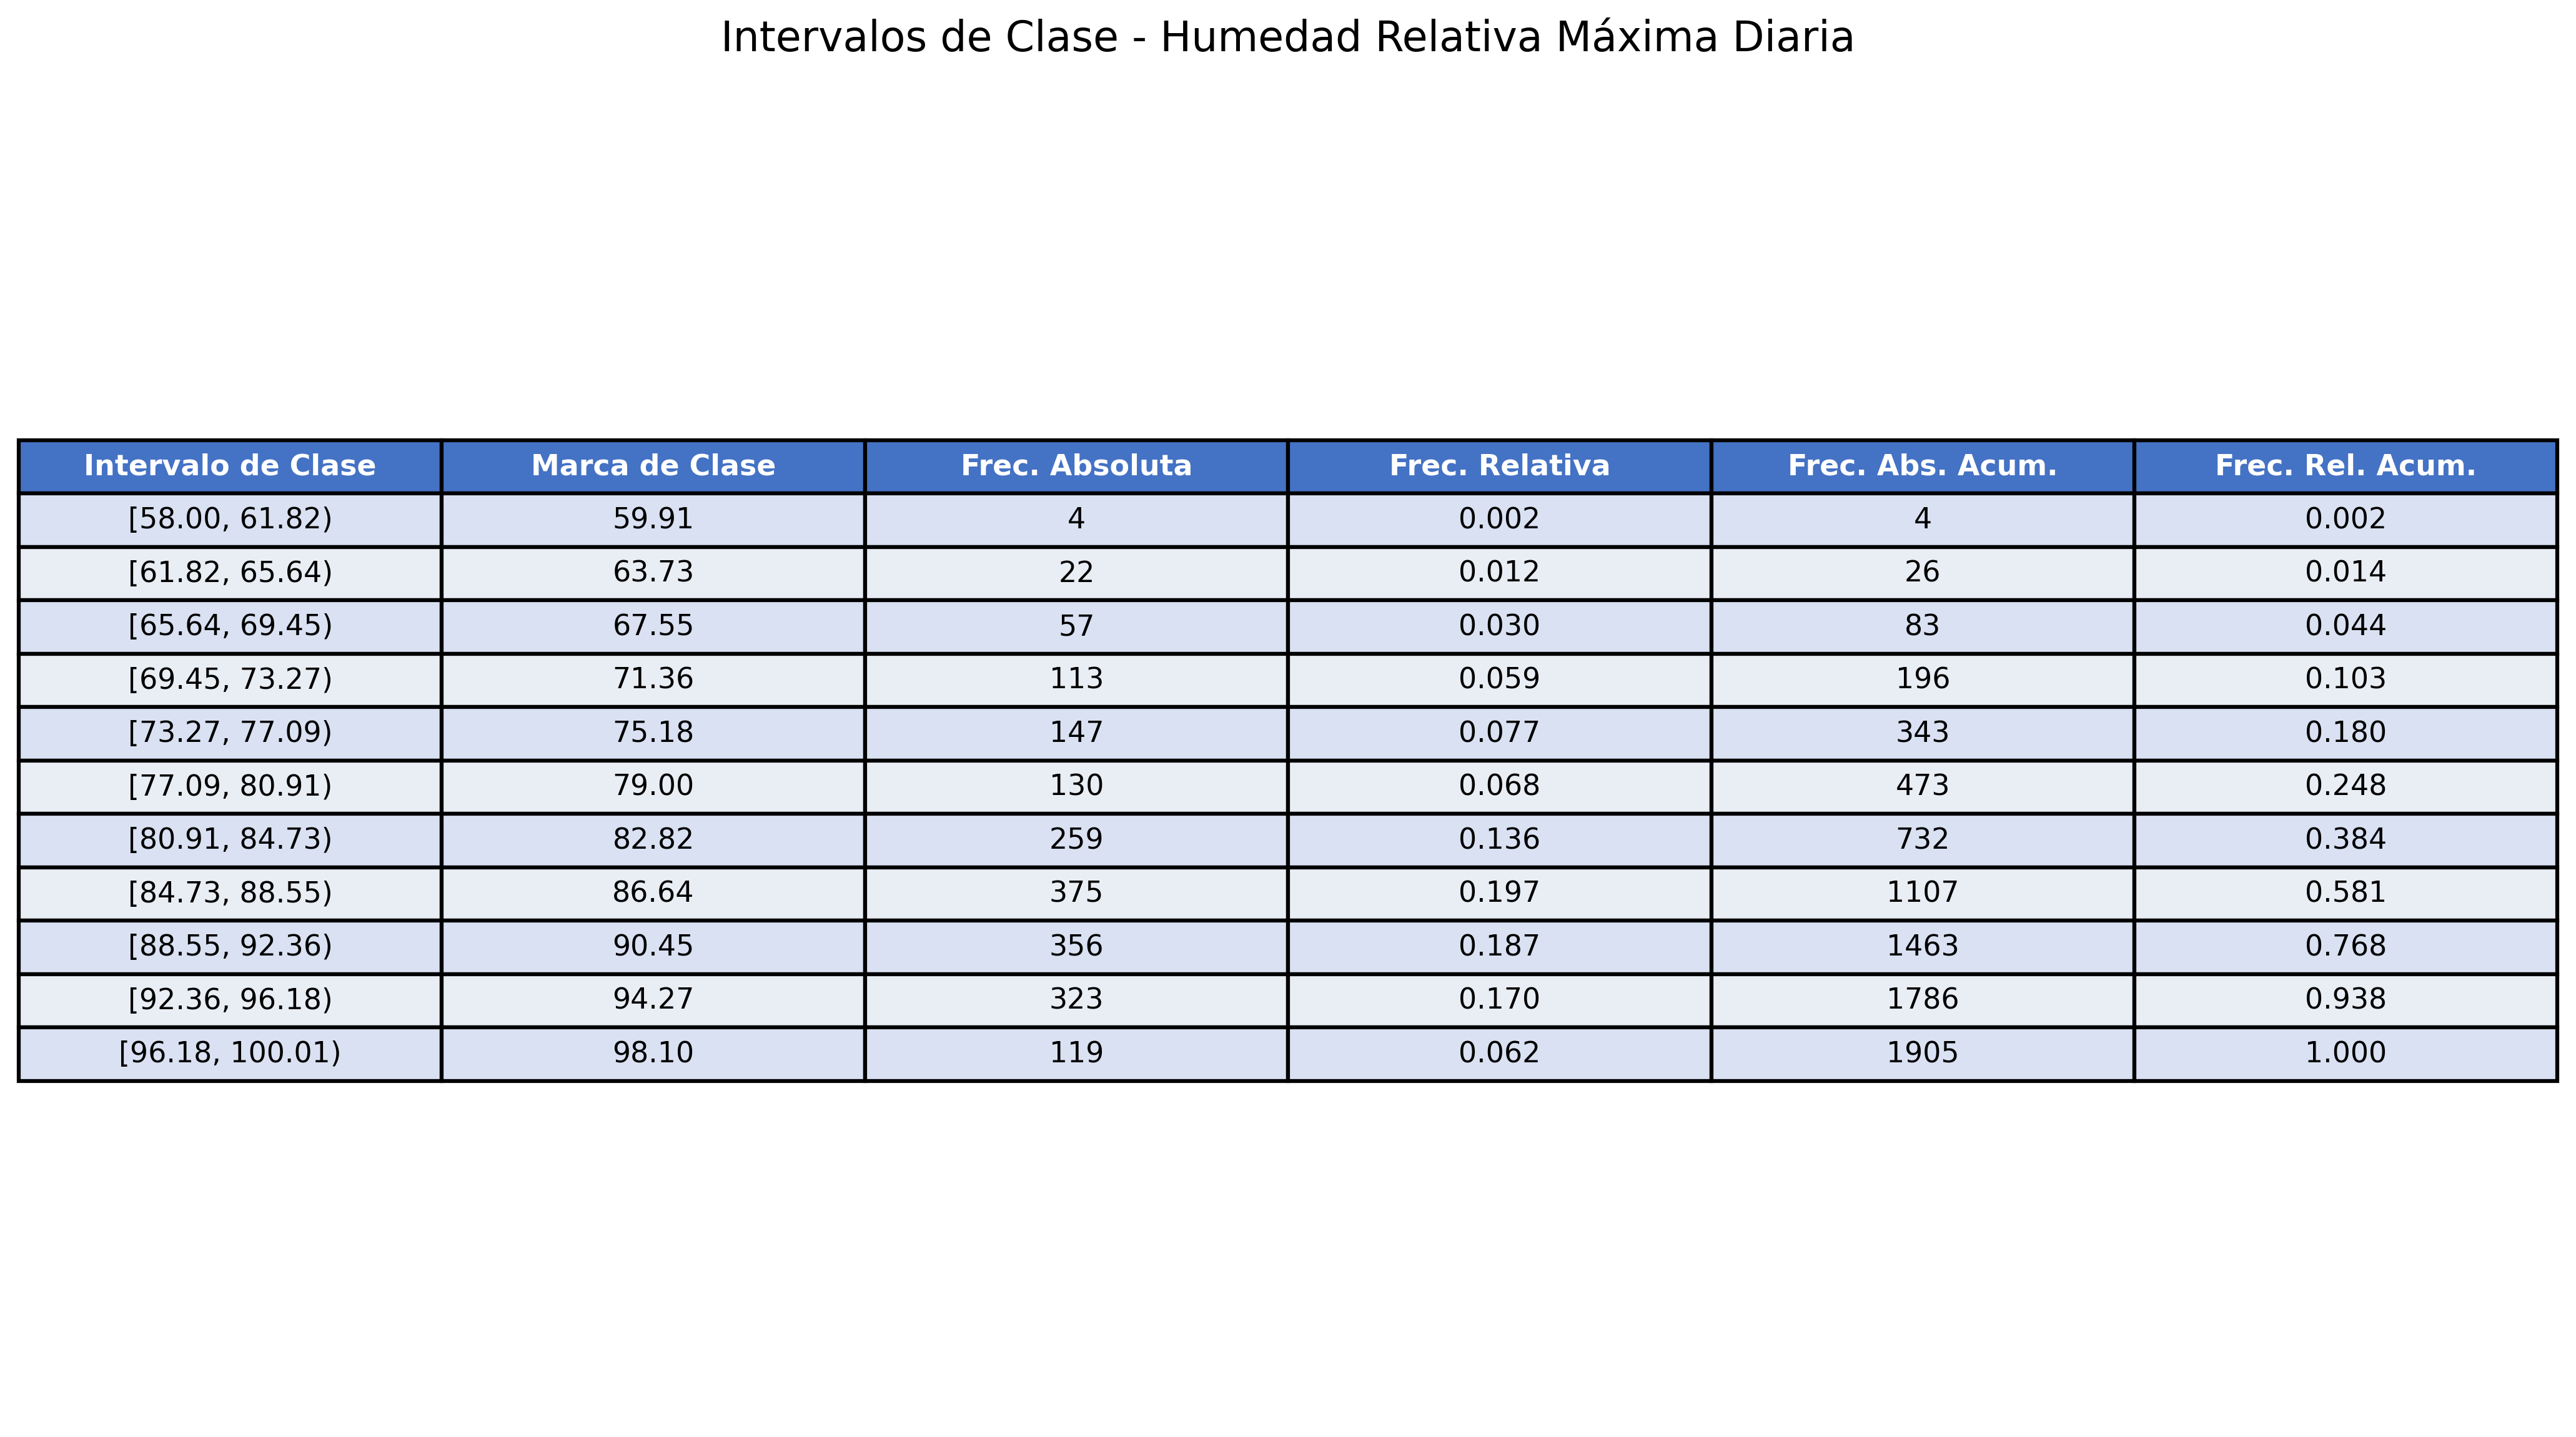 Intervalos de Clase - Humedad Relativa Máxima Diaria
Intervalo de Clase Marca de Clase Frec. Absoluta Frec. Relativa Frec. Abs. Acum. Frec. Rel. Acum.
[58.00, 61.82) 59.91 4 0.002 4 0.002
[61.82, 65.64) 63.73 22 0.012 26 0.014
[65.64, 69.45) 67.55 57 0.030 83 0.044
[69.45, 73.27) 71.36 113 0.059 196 0.103
[73.27, 77.09) 75.18 147 0.077 343 0.180
[77.09, 80.91) 79.00 130 0.068 473 0.248
[80.91, 84.73) 82.82 259 0.136 732 0.384
[84.73, 88.55) 86.64 375 0.197 1107 0.581
[88.55, 92.36) 90.45 356 0.187 1463 0.768
[92.36, 96.18) 94.27 323 0.170 1786 0.938
[96.18, 100.01) 98.10 119 0.062 1905 1.000